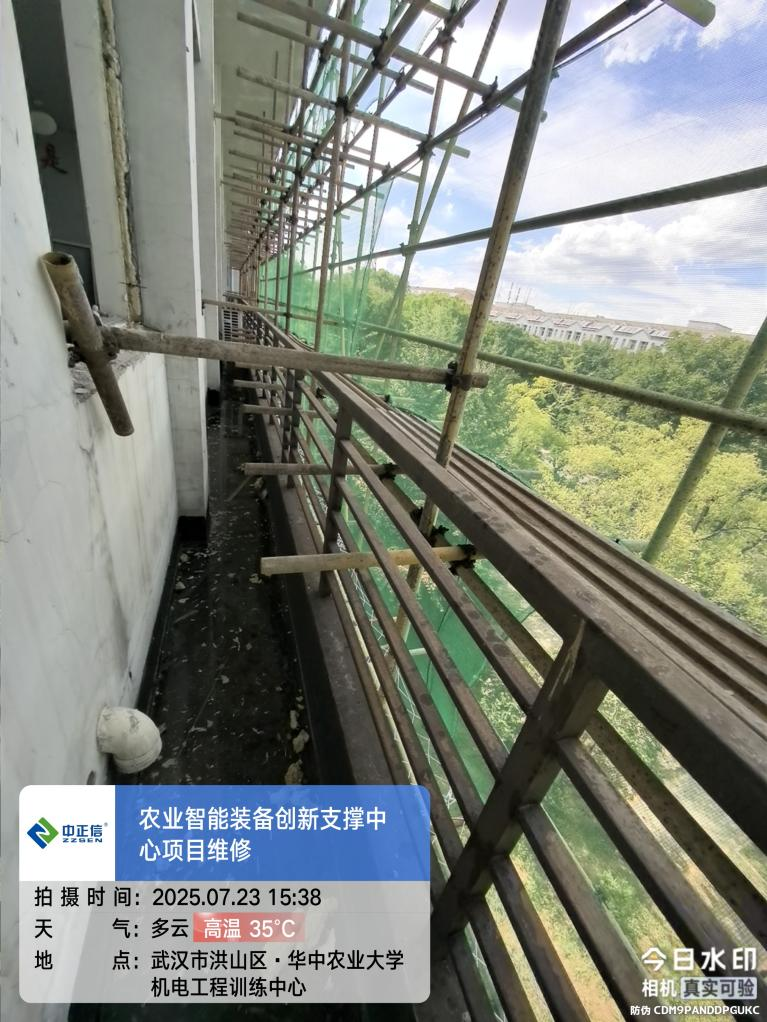 中正信®
ZZSEN
农业智能装备创新支撑中
心项目维修
拍摄时间：2025.07.23 15:38
天气：多云 高温 35℃
地点：武汉市洪山区·华中农业大学
机电工程训练中心
今日水印
相机 真实可验
防伪 CDM9PANDDPGUKC